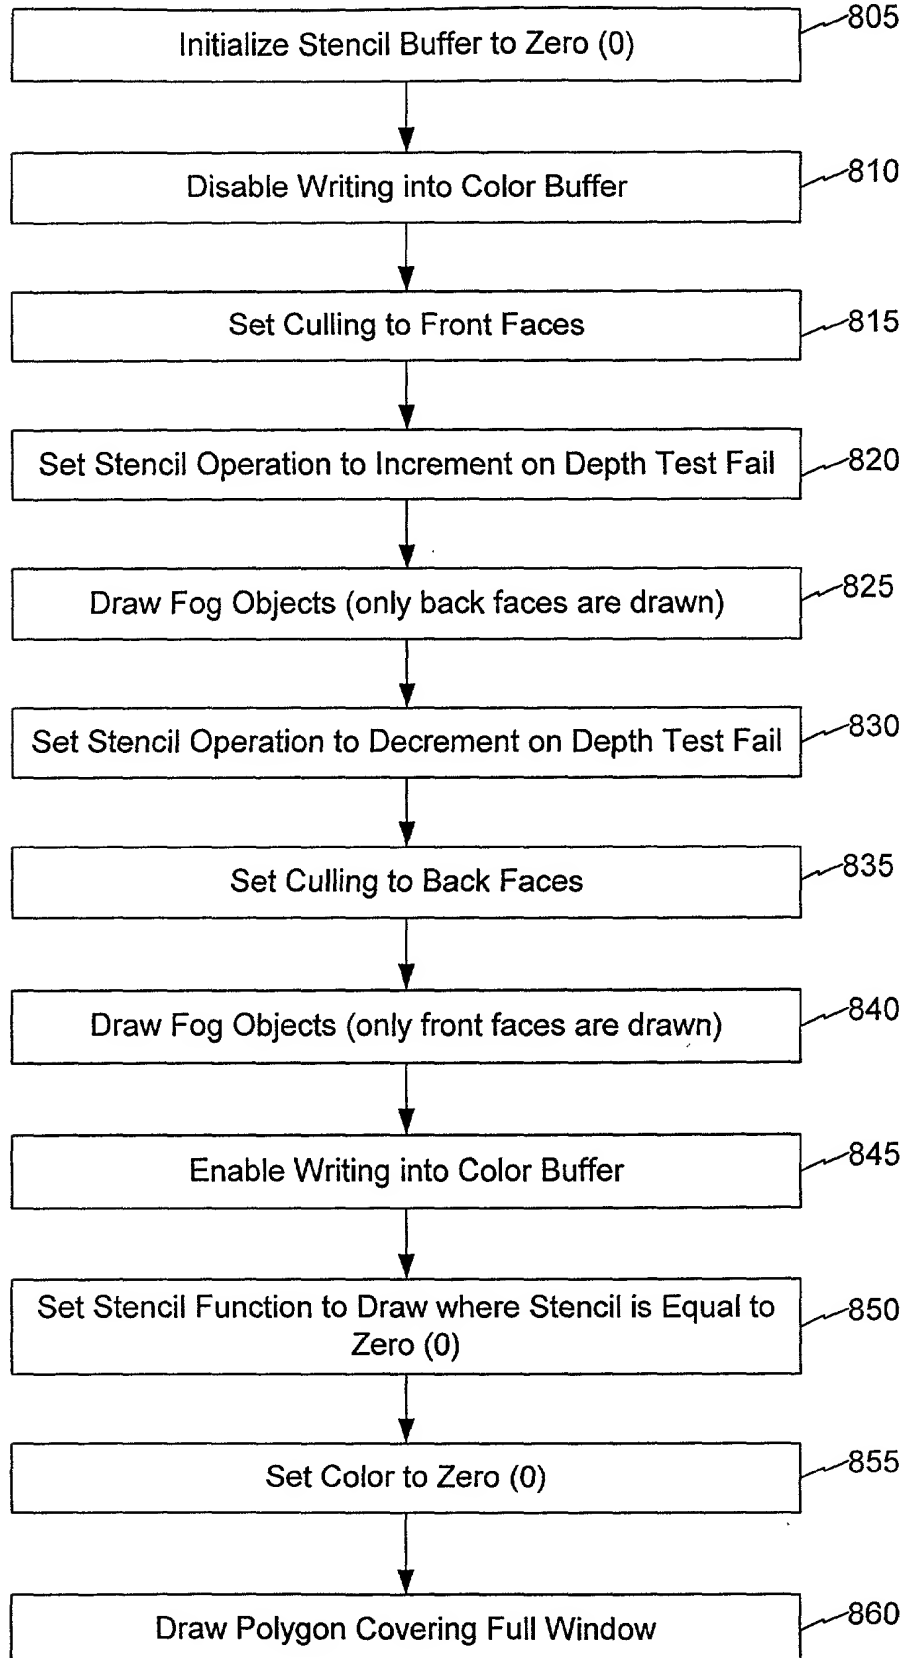 Initialize Stencil Buffer to Zero (0)
805
Disable Writing into Color Buffer
810
Set Culling to Front Faces
815
Set Stencil Operation to Increment on Depth Test Fail
820
Draw Fog Objects (only back faces are drawn)
825
Set Stencil Operation to Decrement on Depth Test Fail
830
Set Culling to Back Faces
835
Draw Fog Objects (only front faces are drawn)
840
Enable Writing into Color Buffer
845
Set Stencil Function to Draw where Stencil is Equal to
Zero (0)
850
Set Color to Zero (0)
855
Draw Polygon Covering Full Window
860